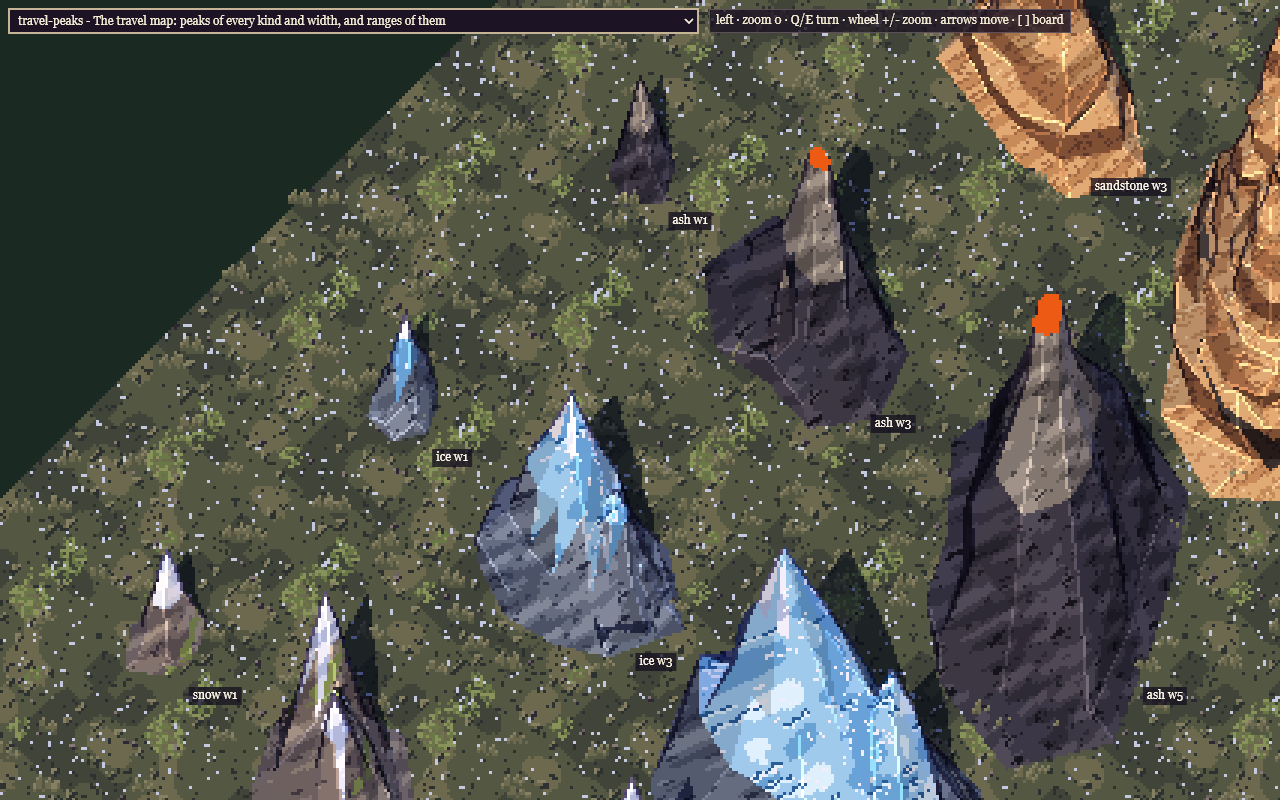 travel-peaks - The travel map: peaks of every kind and width, and ranges of them
left · zoom 0 · Q/E turn · wheel +/- zoom · arrows move · [ ] board
sandstone w3
ash w1
ash w3
ice w1
ice w3
snow w1
ash w5